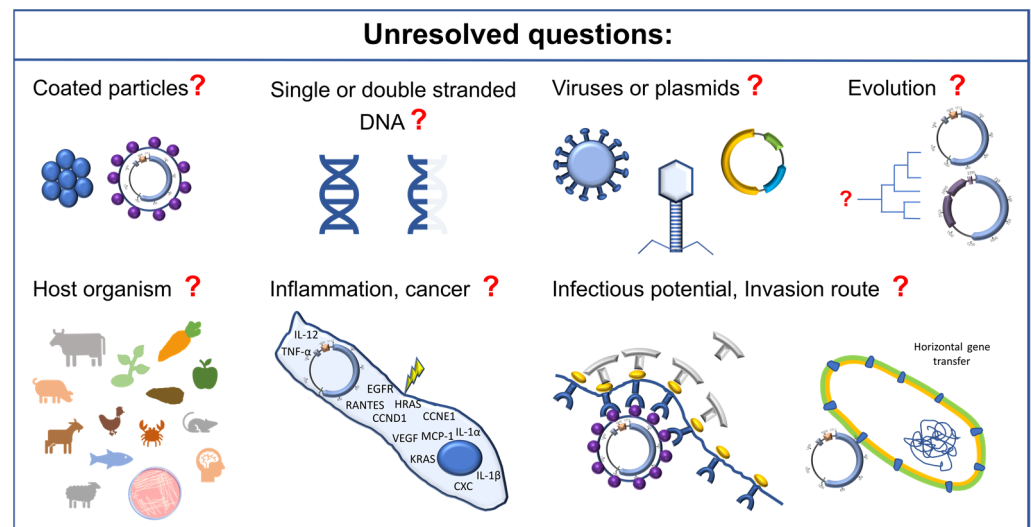 Unresolved questions:
Coated particles?
Single or double stranded
DNA ?
Viruses or plasmids ?
Evolution ?
?
Host organism ?
Inflammation, cancer ?
IL-12
TNF-α
EGFR
RANTES HRAS
CCND1 CCNE1
VEGF MCP-1 IL-1α
KRAS
IL-1β
CXC
Infectious potential, Invasion route ?
Horizontal gene
transfer